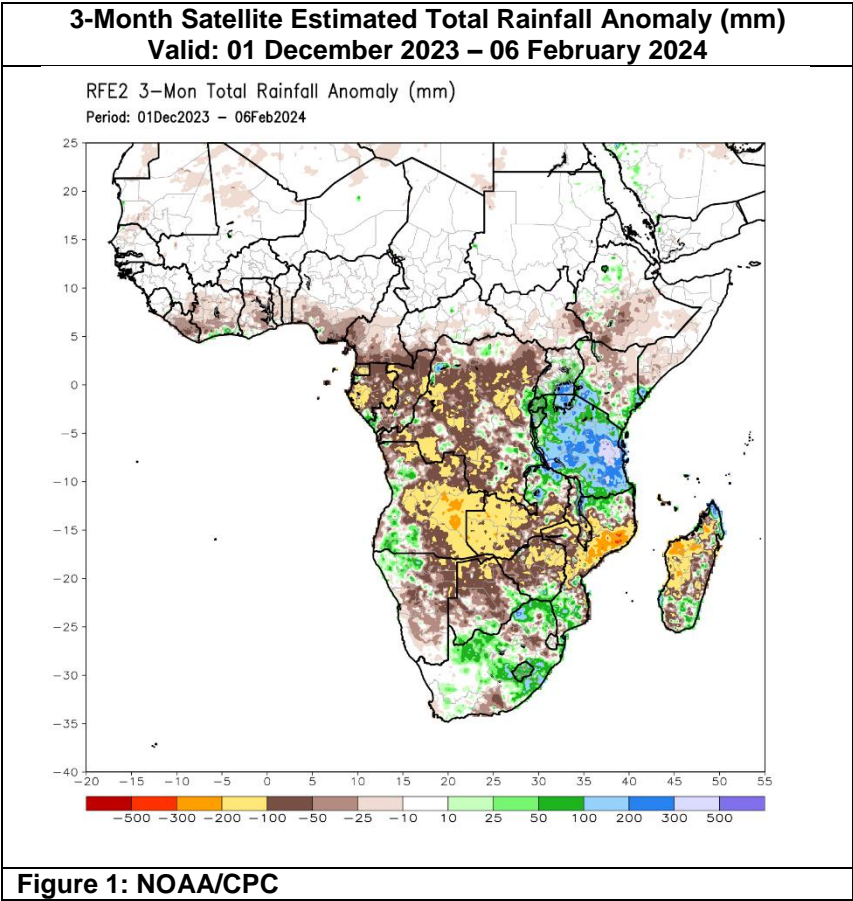 3-Month Satellite Estimated Total Rainfall Anomaly (mm)
Valid: 01 December 2023 – 06 February 2024
RFE2 3-Mon Total Rainfall Anomaly (mm)
Period: 01Dec2023 - 06Feb2024
25
20
15
10
5
0
-5
-10
-15
-20
-25
-30
-35
-40
-20 -15 -10 -5 0 5 10 15 20 25 30 35 40 45 50 55
-500 -300 -200 -100 -50 -25 -10 10 25 50 100 200 300 500
Figure 1: NOAA/CPC